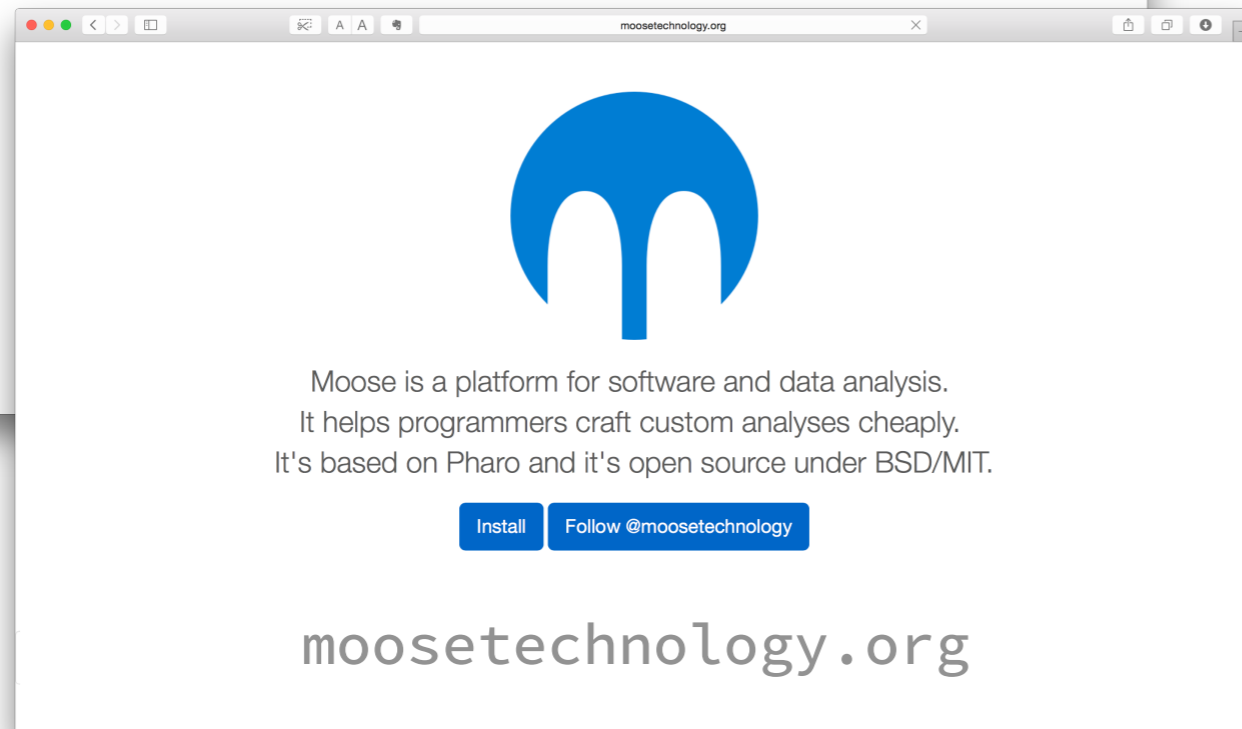 A A moosetechnology.org
Moose is a platform for software and data analysis.
It helps programmers craft custom analyses cheaply.
It's based on Pharo and it's open source under BSD/MIT.
Install Follow @moosetechnology
moosetechnology.org